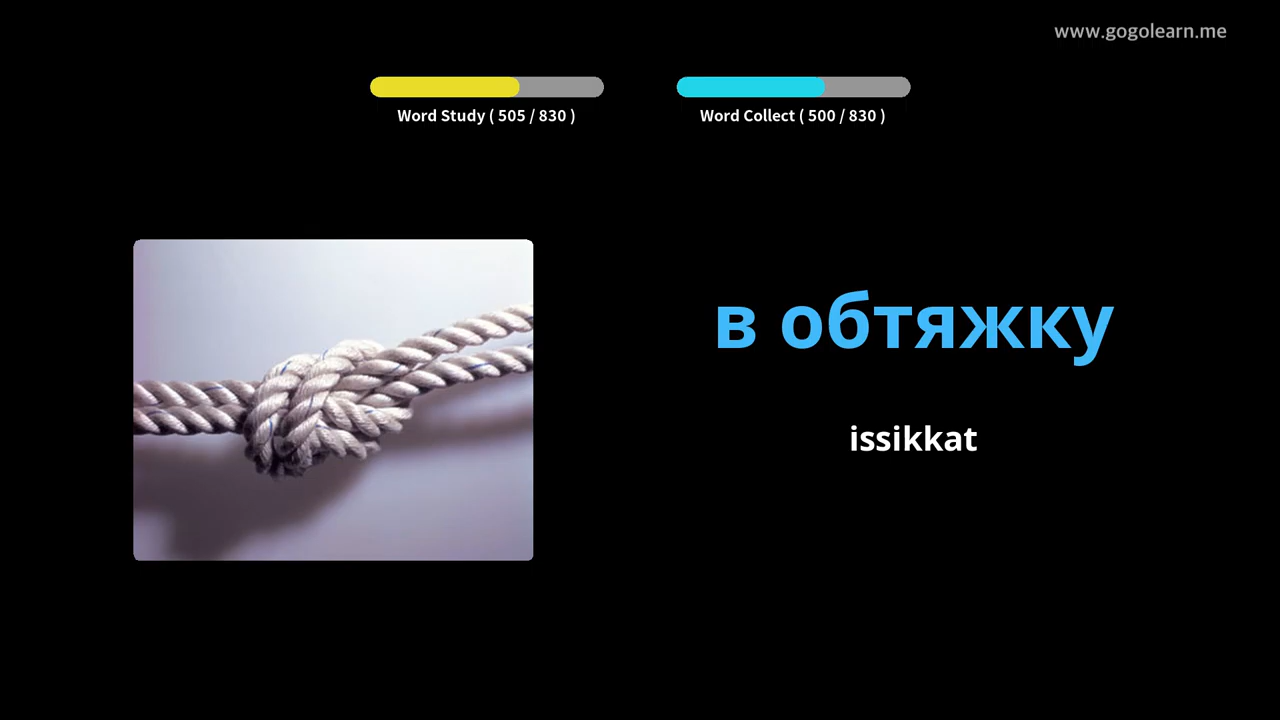 www.gogolearn.me
Word Study ( 505 / 830 )
Word Collect ( 500 / 830 )
в обтяжку
issikkat